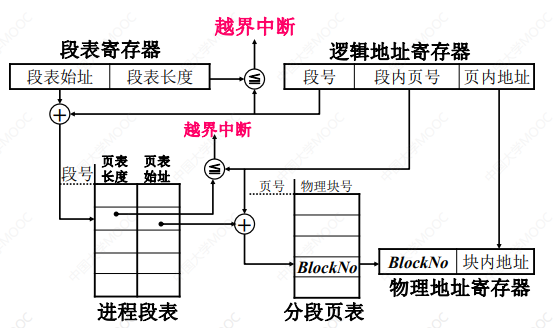 越界中断
段表寄存器
逻辑地址寄存器
段表始址 段表长度 ≤ 段号 段内页号 页内地址
+
越界中断
≤
段号 页表长度 页表始址
页号 物理块号
+
BlockNo
BlockNo 块内地址
进程段表 分段页表 物理地址寄存器